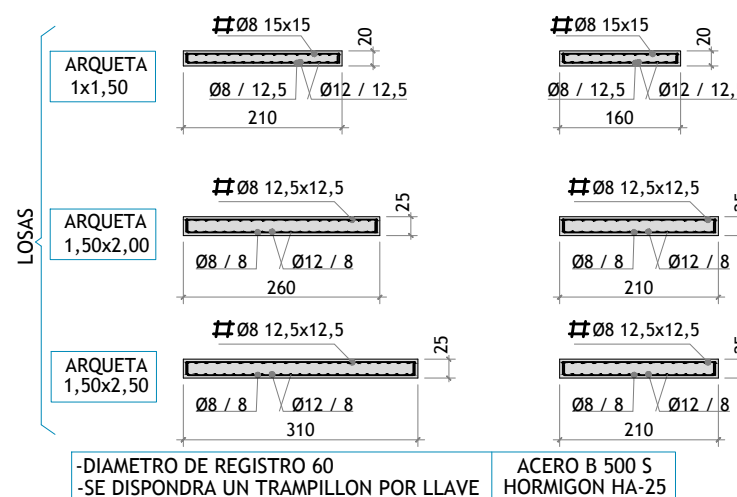 Ø8 15x15
20
Ø8 15x15
20
ARQUETA
1x1,50
Ø8 / 12,5
Ø12 / 12,5
Ø8 / 12,5
Ø12 / 12,
210
160
LOSAS
Ø8 12,5x12,5
25
Ø8 12,5x12,5
25
ARQUETA
1,50x2,00
Ø8 / 8
Ø12 / 8
Ø8 / 8
Ø12 / 8
260
210
Ø8 12,5x12,5
25
Ø8 12,5x12,5
25
ARQUETA
1,50x2,50
Ø8 / 8
Ø12 / 8
Ø8 / 8
Ø12 / 8
310
210
-DIAMETRO DE REGISTRO 60
-SE DISPONDRA UN TRAMPILLON POR LLAVE
ACERO B 500 S
HORMIGON HA-25